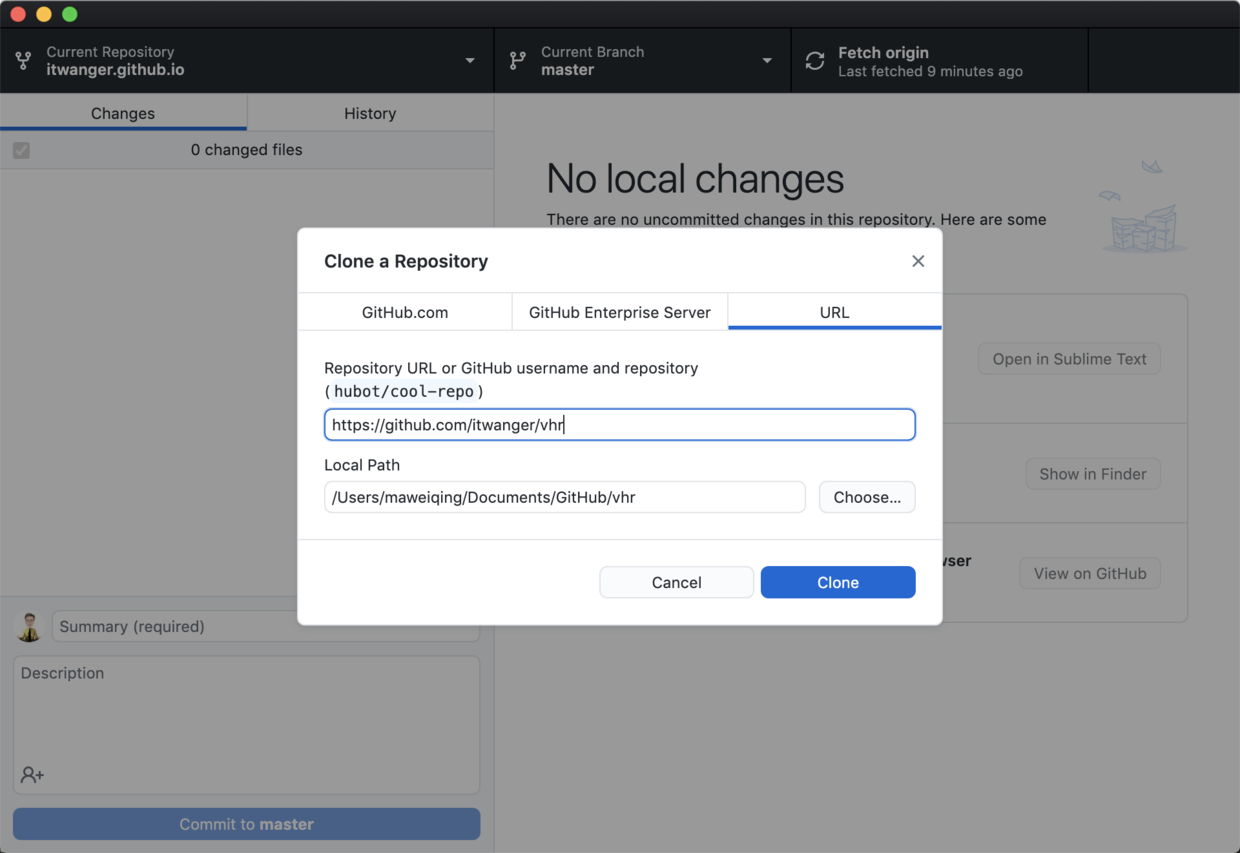 Current Repository
itwanger.github.io
Current Branch
master
Fetch origin
Last fetched 9 minutes ago
Changes
History
0 changed files
No local changes
There are no uncommitted changes in this repository. Here are some
Clone a Repository
GitHub.com
GitHub Enterprise Server
URL
Repository URL or GitHub username and repository
(hubot/cool-repo)
https://github.com/itwanger/vhr
Local Path
/Users/maweiqing/Documents/GitHub/vhr
Choose...
Cancel
Clone
Open in Sublime Text
Show in Finder
View on GitHub
Summary (required)
Description
Commit to master